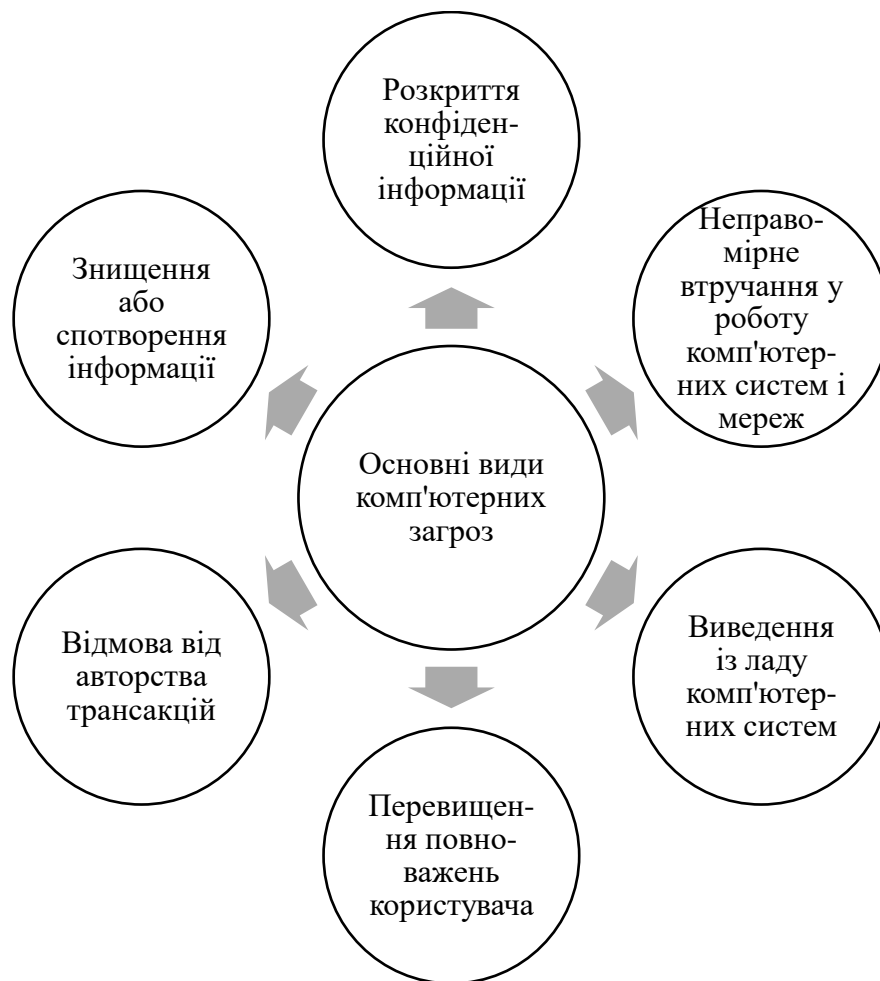 Розкриття
конфіден-
ційної
інформації
Неправо-
мірне
втручання у
роботу
комп'ютер-
них систем і
мереж
Знищення
або
спотворення
інформації
Основні види
комп'ютерних
загроз
Відмова від
авторства
трансакцій
Виведення
із ладу
комп'ютер-
них систем
Перевищен-
ня повно-
важень
користувача